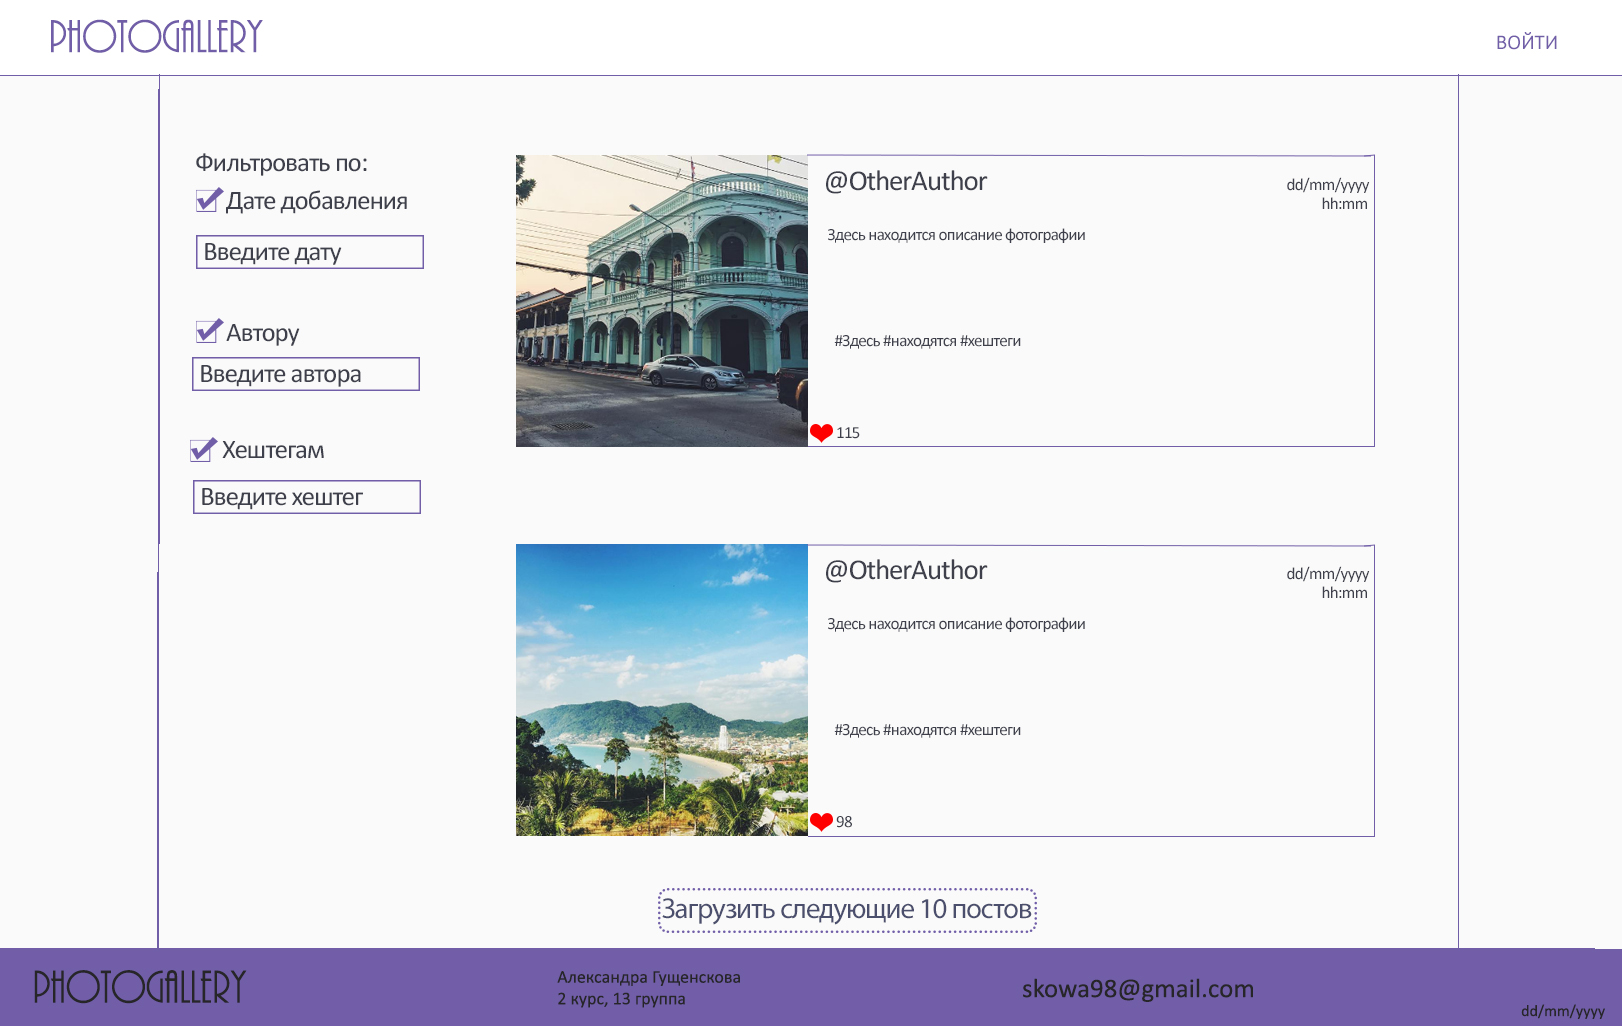 PHOTOGALLERY
ВОЙТИ
Фильтровать по:
Дате добавления
Введите дату
Автору
Введите автора
Хештегам
Введите хештег
@OtherAuthor
dd/mm/yyyy
hh:mm
Здесь находится описание фотографии
#Здесь #находятся #хештеги
115
@OtherAuthor
dd/mm/yyyy
hh:mm
Здесь находится описание фотографии
#Здесь #находятся #хештеги
98
Загрузить следующие 10 постов
PHOTOGALLERY
Александра Гущенскова
2 курс, 13 группа
skowa98@gmail.com
dd/mm/yyyy